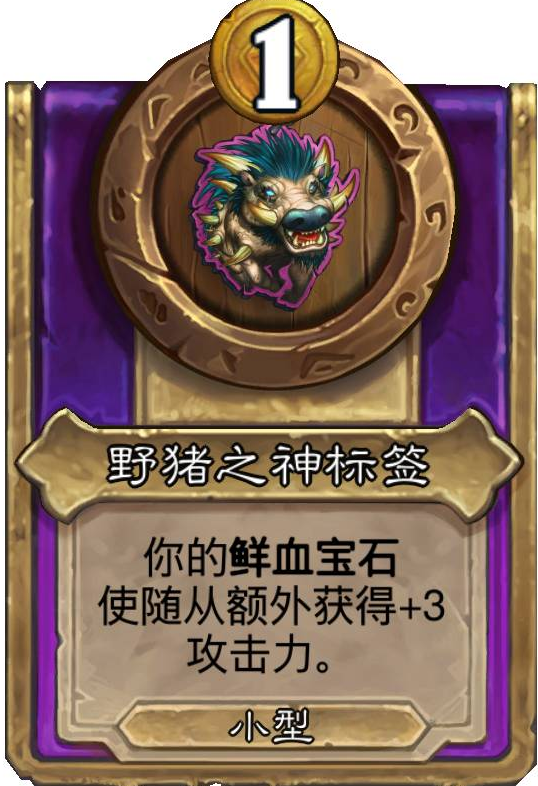 1
野猪之神标签
你的鲜血宝石
使随从额外获得+3
攻击力。
小型